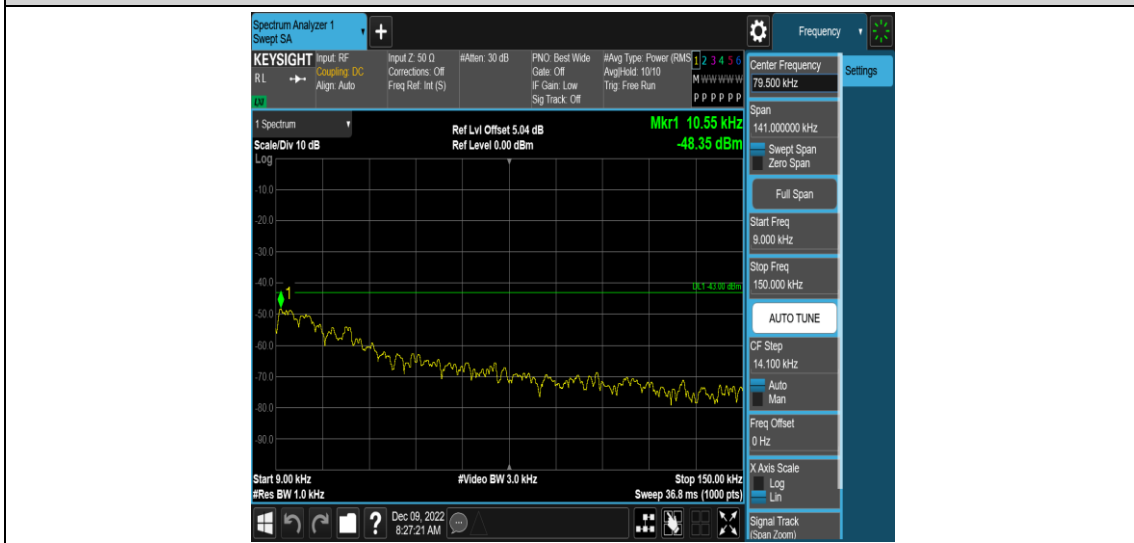 Spectrum Analyzer 1
Swept SA
+
Frequency
KEYSIGHT
RL
LXI
Input: RF
Coupling: DC
Align: Auto
Input Z: 50 Ω
Corrections: Off
Freq Ref: Int (S)
#Atten: 30 dB
PNO: Best Wide
Gate: Off
IF Gain: Low
Sig Track: Off
#Avg Type: Power (RMS
Avg|Hold: 10/10
Trig: Free Run
1 2 3 4 5 6
M W W W W W
P P P P P P
1 Spectrum
Scale/Div 10 dB
Ref Lvl Offset 5.04 dB
Ref Level 0.00 dBm
Mkr1 10.55 kHz
-48.35 dBm
Log
-10.0
-20.0
-30.0
-40.0
-50.0
-60.0
-70.0
-80.0
-90.0
1
DL1 -43.00 dBm
Start 9.00 kHz
#Res BW 1.0 kHz
#Video BW 3.0 kHz
Stop 150.00 kHz
Sweep 36.8 ms (1000 pts)
Center Frequency
79.500 kHz
Settings
Span
141.000000 kHz
Swept Span
Zero Span
Full Span
Start Freq
9.000 kHz
Stop Freq
150.000 kHz
AUTO TUNE
CF Step
14.100 kHz
Auto
Man
Freq Offset
0 Hz
X Axis Scale
Log
Lin
Signal Track
(Span Zoom)
?
Dec 09, 2022
8:27:21 AM